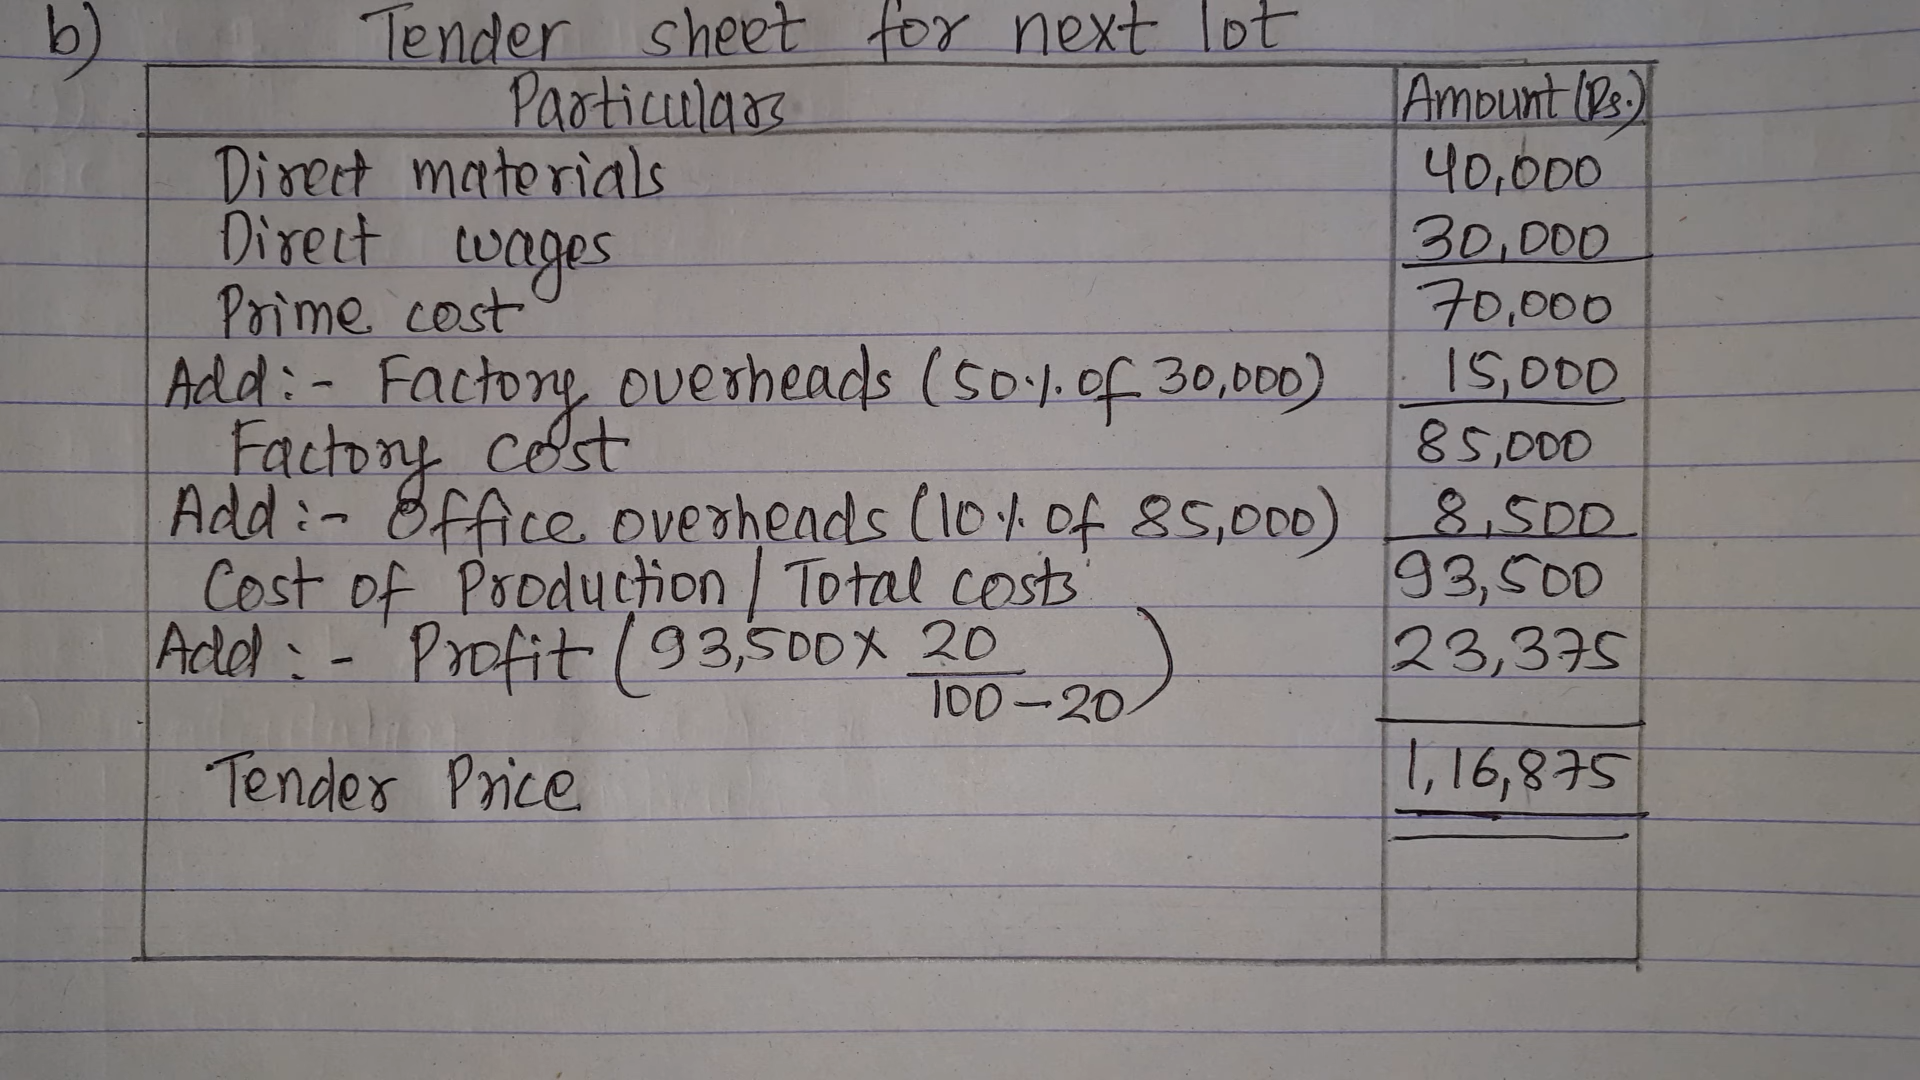 b) Tender sheet for next lot
Particulars Amount (Rs.)
Direct materials 40,000
Direct wages 30,000
Prime cost 70,000
Add:- Factory overheads (50% of 30,000) 15,000
Factory cost 85,000
Add:- Office overheads (10% of 85,000) 8,500
Cost of Production / Total costs 93,500
Add:- Profit (93,500 x 20 23,375
100-20)
Tender Price 1,16,875